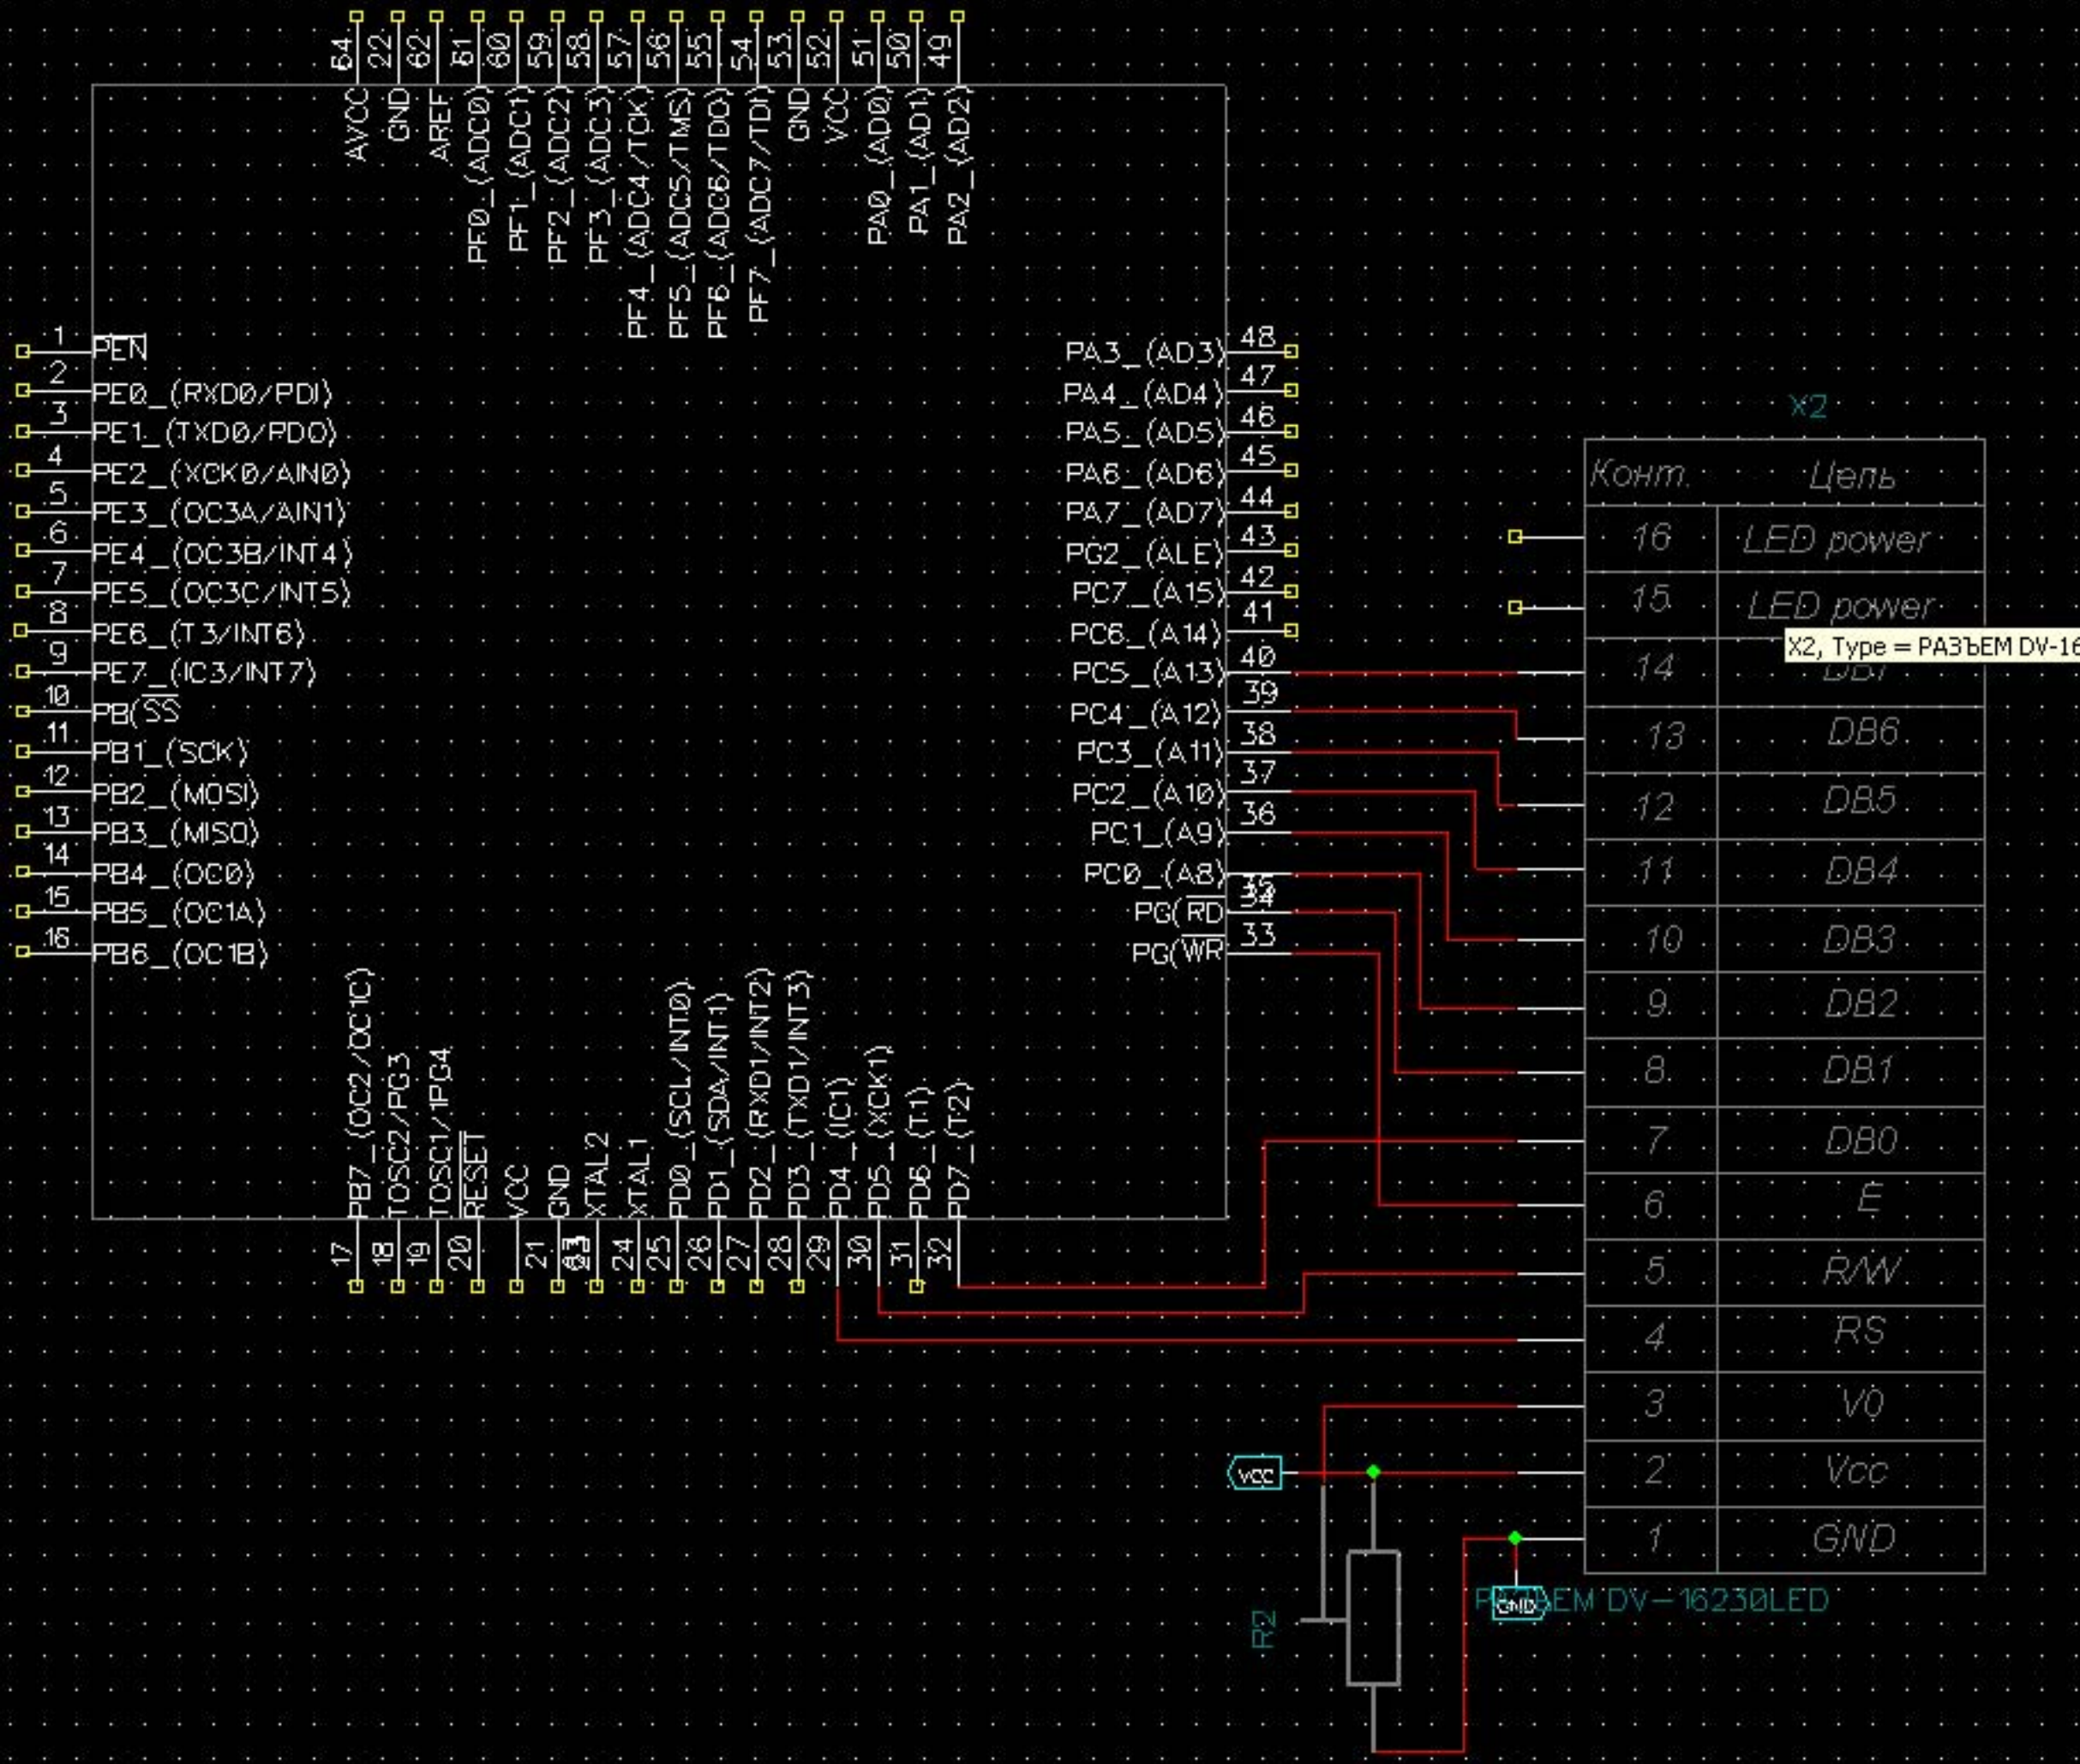 64 22 62 61 60 59 58 57 56 55 54 53 52 51 50 49
AVCC
GND
AREF
PF0_(ADC0)
PF1_(ADC1)
PF2_(ADC2)
PF3_(ADC3)
PF4_(ADC4/TCK)
PF5_(ADC5/TMS)
PF6_(ADC6/TDO)
PF7_(ADC7/TDI)
GND
VCC
PA0_(AD0)
PA1_(AD1)
PA2_(AD2)
1 PEN
2 PE0_(RXD0/PDI)
3 PE1_(TXD0/PDO)
4 PE2_(XCK0/AIN0)
5 PE3_(OC3A/AIN1)
6 PE4_(OC3B/INT4)
7 PE5_(OC3C/INT5)
8 PE6_(T3/INT6)
9 PE7_(IC3/INT7)
10 PB(SS
11 PB1_(SCK)
12 PB2_(MOSI)
13 PB3_(MISO)
14 PB4_(OC0)
15 PB5_(OC1A)
16 PB6_(OC1B)
PA3_(AD3) 48
PA4_(AD4) 47
PA5_(AD5) 46
PA6_(AD6) 45
PA7_(AD7) 44
PG2_(ALE) 43
PC7_(A15) 42
PC6_(A14) 41
PC5_(A13) 40
PC4_(A12) 39
PC3_(A11) 38
PC2_(A10) 37
PC1_(A9) 36
PC0_(A8) 35
PG(RD 34
PG(WR 33
PB7_(OC2/OC1C)
TOSC2/PG3
TOSC1/1PG4
RESET
VCC
GND
XTAL2
XTAL1
PD0_(SCL/INT0)
PD1_(SDA/INT1)
PD2_(RXD1/INT2)
PD3_(TXD1/INT3)
PD4_(IC1)
PD5_(XCK1)
PD6_(T1)
PD7_(T2)
17 18 19 20 21 24 25 26 27 28 29 30 31 32
X2
Конт. Цепь
16 LED power
15 LED power
X2, Type = РАЗЪЕМ DV-16
14
13 DB6
12 DB5
11 DB4
10 DB3
9 DB2
8 DB1
7 DB0
6 E
5 R/W
4 RS
3 V0
2 Vcc
1 GND
VCC
GND
ЕМ DV-16230LED
R2